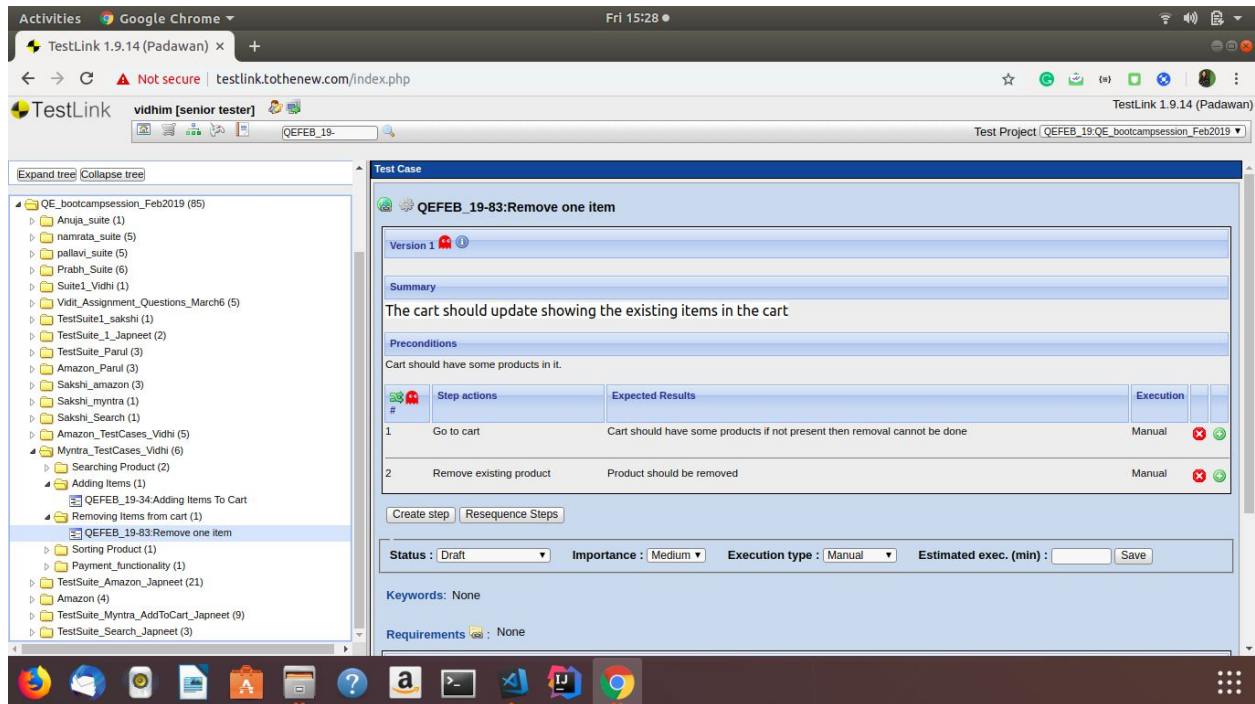 Activities Google Chrome Fri 15:28
TestLink 1.9.14 (Padawan)
Not secure | testlink.tothenew.com/index.php
TestLink vidhim [senior tester] TestLink 1.9.14 (Padawan)
QEFEB_19- Test Project QEFEB_19:QE_bootcampsession_Feb2019
Expand tree Collapse tree
QE_bootcampsession_Feb2019 (85)
Anuja_suite (1)
namrata_suite (5)
pallavi_suite (5)
Prabh_Suite (6)
Suite1_Vidhi (1)
Vidit_Assignment_Questions_March6 (5)
TestSuite1_sakshi (1)
TestSuite_1_Japneet (2)
TestSuite_Parul (3)
Amazon_Parul (3)
Sakshi_amazon (3)
Sakshi_myntra (1)
Sakshi_Search (1)
Amazon_TestCases_Vidhi (5)
Myntra_TestCases_Vidhi (6)
Searching Product (2)
Adding Items (1)
QEFEB_19-34:Adding Items To Cart
Removing Items from cart (1)
QEFEB_19-83:Remove one item
Sorting Product (1)
Payment_functionality (1)
TestSuite_Amazon_Japneet (21)
Amazon (4)
TestSuite_Myntra_AddToCart_Japneet (9)
TestSuite_Search_Japneet (3)
Test Case
QEFEB_19-83:Remove one item
Version 1
Summary
The cart should update showing the existing items in the cart
Preconditions
Cart should have some products in it.
# Step actions Expected Results Execution
1 Go to cart Cart should have some products if not present then removal cannot be done Manual
2 Remove existing product Product should be removed Manual
Create step Resequence Steps
Status : Draft Importance : Medium Execution type : Manual Estimated exec. (min) : Save
Keywords: None
Requirements : None